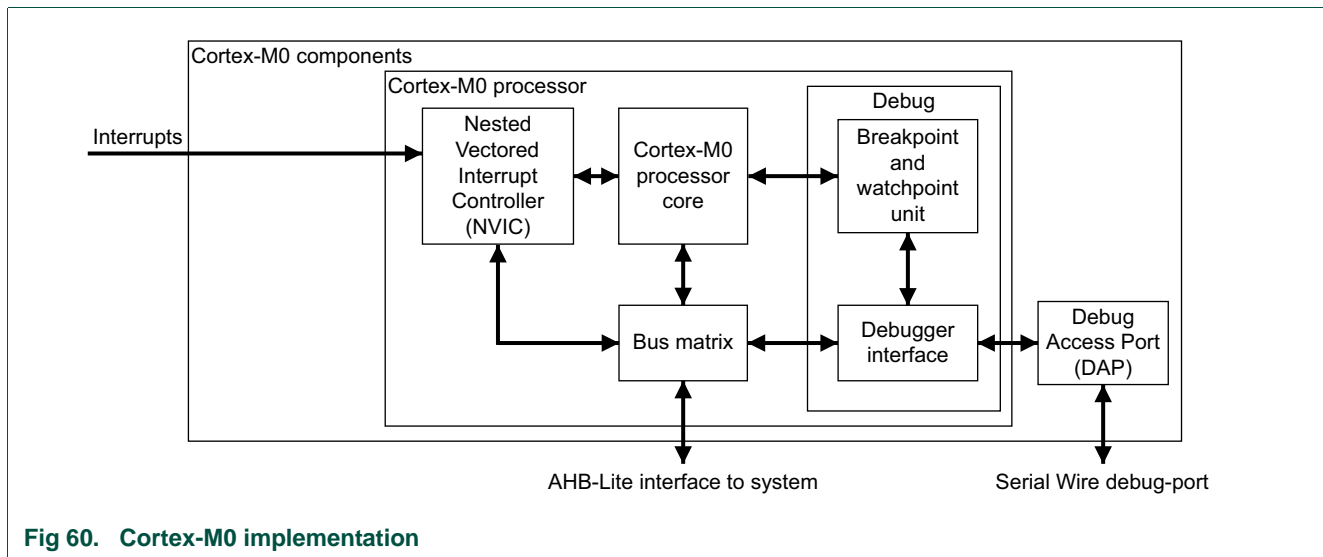 Cortex-M0 components
Cortex-M0 processor
Debug
Interrupts
Nested
Vectored
Interrupt
Controller
(NVIC)
Cortex-M0
processor
core
Breakpoint
and
watchpoint
unit
Bus matrix
Debugger
interface
Debug
Access Port
(DAP)
AHB-Lite interface to system
Serial Wire debug-port
Fig 60. Cortex-M0 implementation